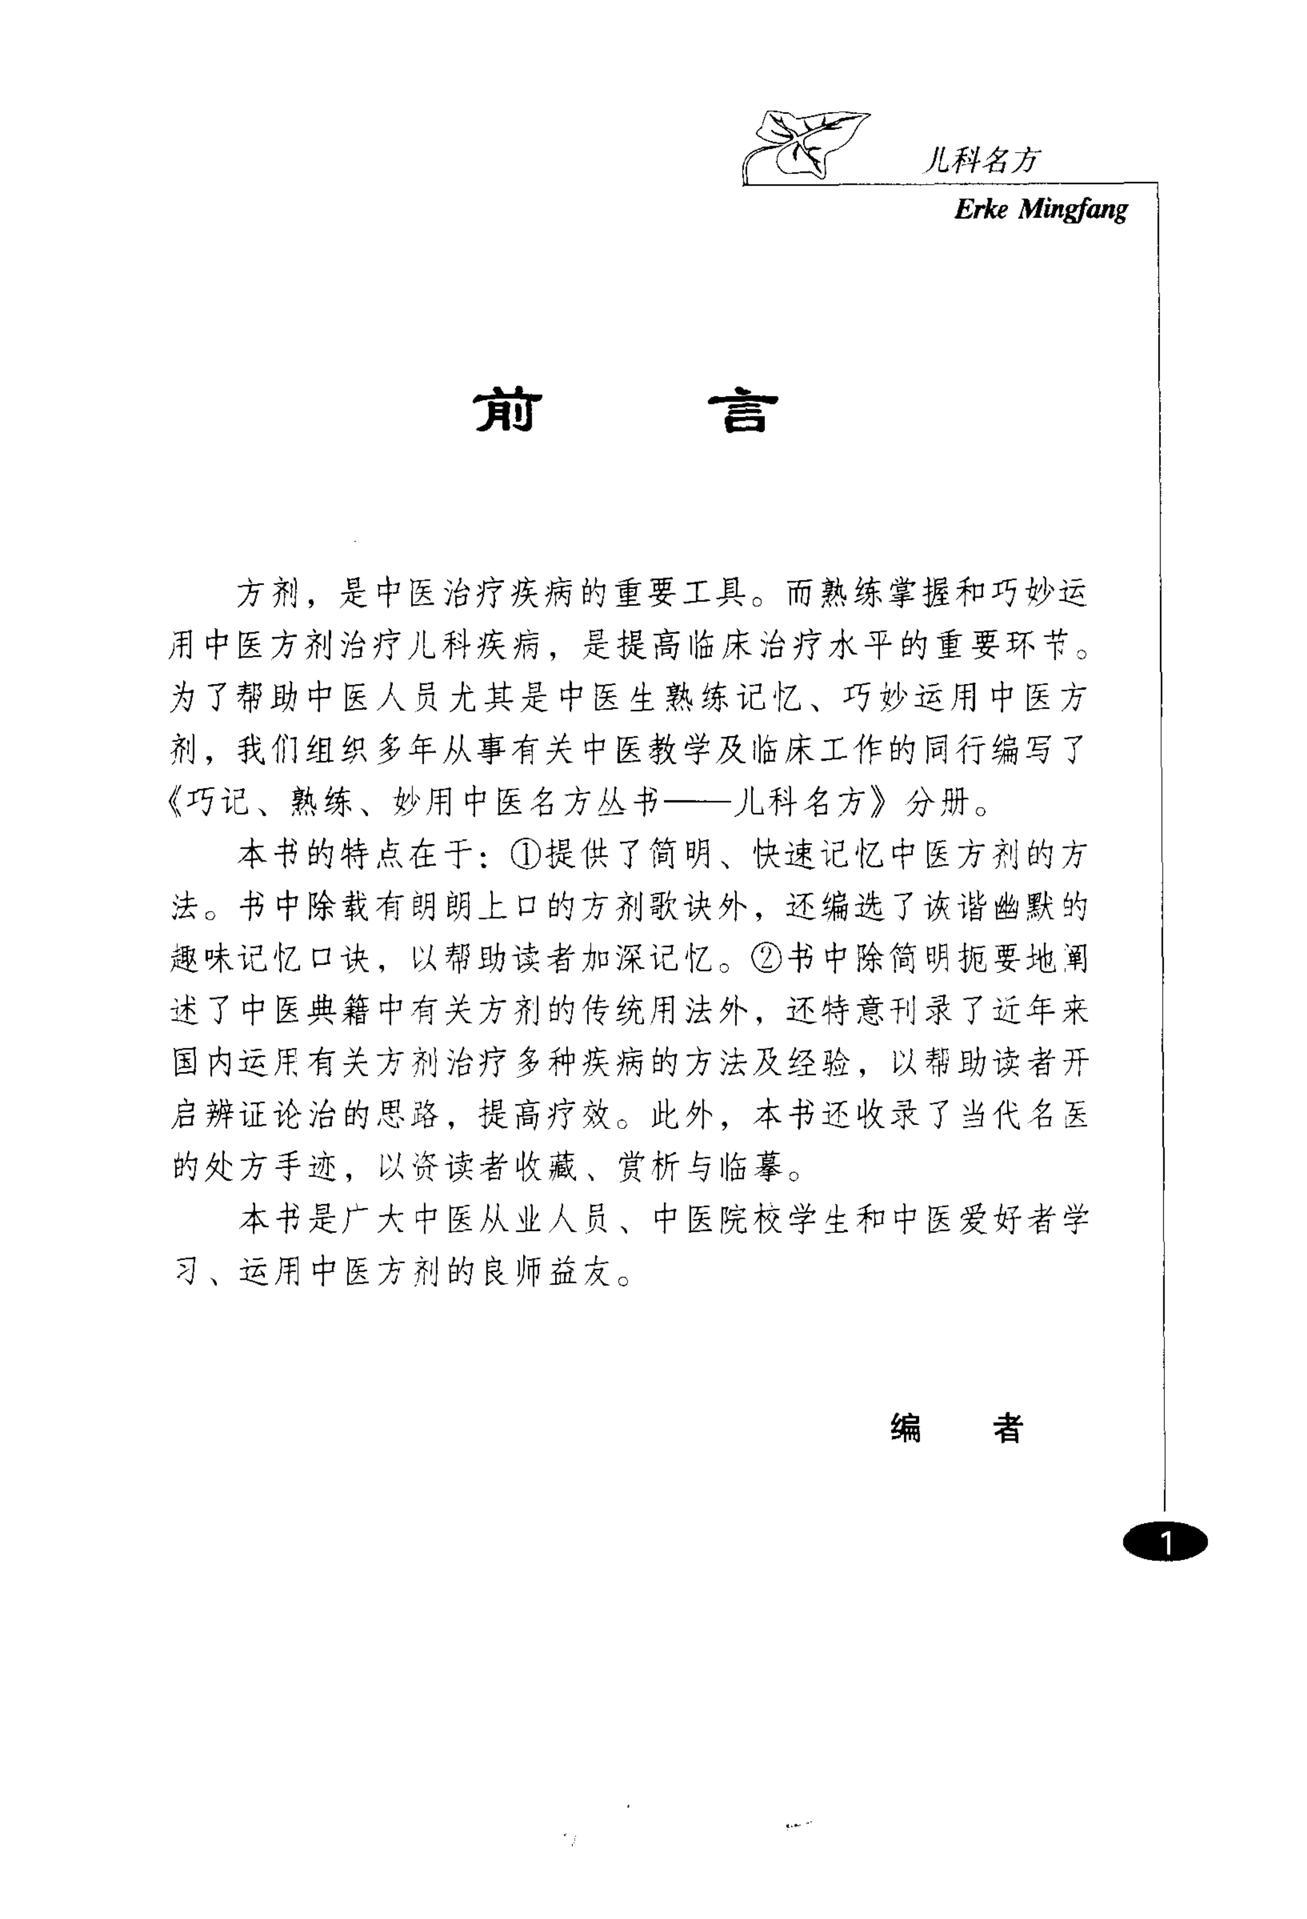 儿科名方
Erke Mingfang
前 言
方剂，是中医治疗疾病的重要工具。而熟练掌握和巧妙运
用中医方剂治疗儿科疾病，是提高临床治疗水平的重要环节。
为了帮助中医人员尤其是中医生熟练记忆、巧妙运用中医方
剂，我们组织多年从事有关中医教学及临床工作的同行编写了
《巧记、熟练、妙用中医名方丛书——儿科名方》分册。
本书的特点在于：①提供了简明、快速记忆中医方剂的方
法。书中除载有朗朗上口的方剂歌诀外，还编选了诙谐幽默的
趣味记忆口诀，以帮助读者加深记忆。②书中除简明扼要地阐
述了中医典籍中有关方剂的传统用法外，还特意刊录了近年来
国内运用有关方剂治疗多种疾病的方法及经验，以帮助读者开
启辨证论治的思路，提高疗效。此外，本书还收录了当代名医
的处方手迹，以资读者收藏、赏析与临摹。
本书是广大中医从业人员、中医院校学生和中医爱好者学
习、运用中医方剂的良师益友。
编 者
1